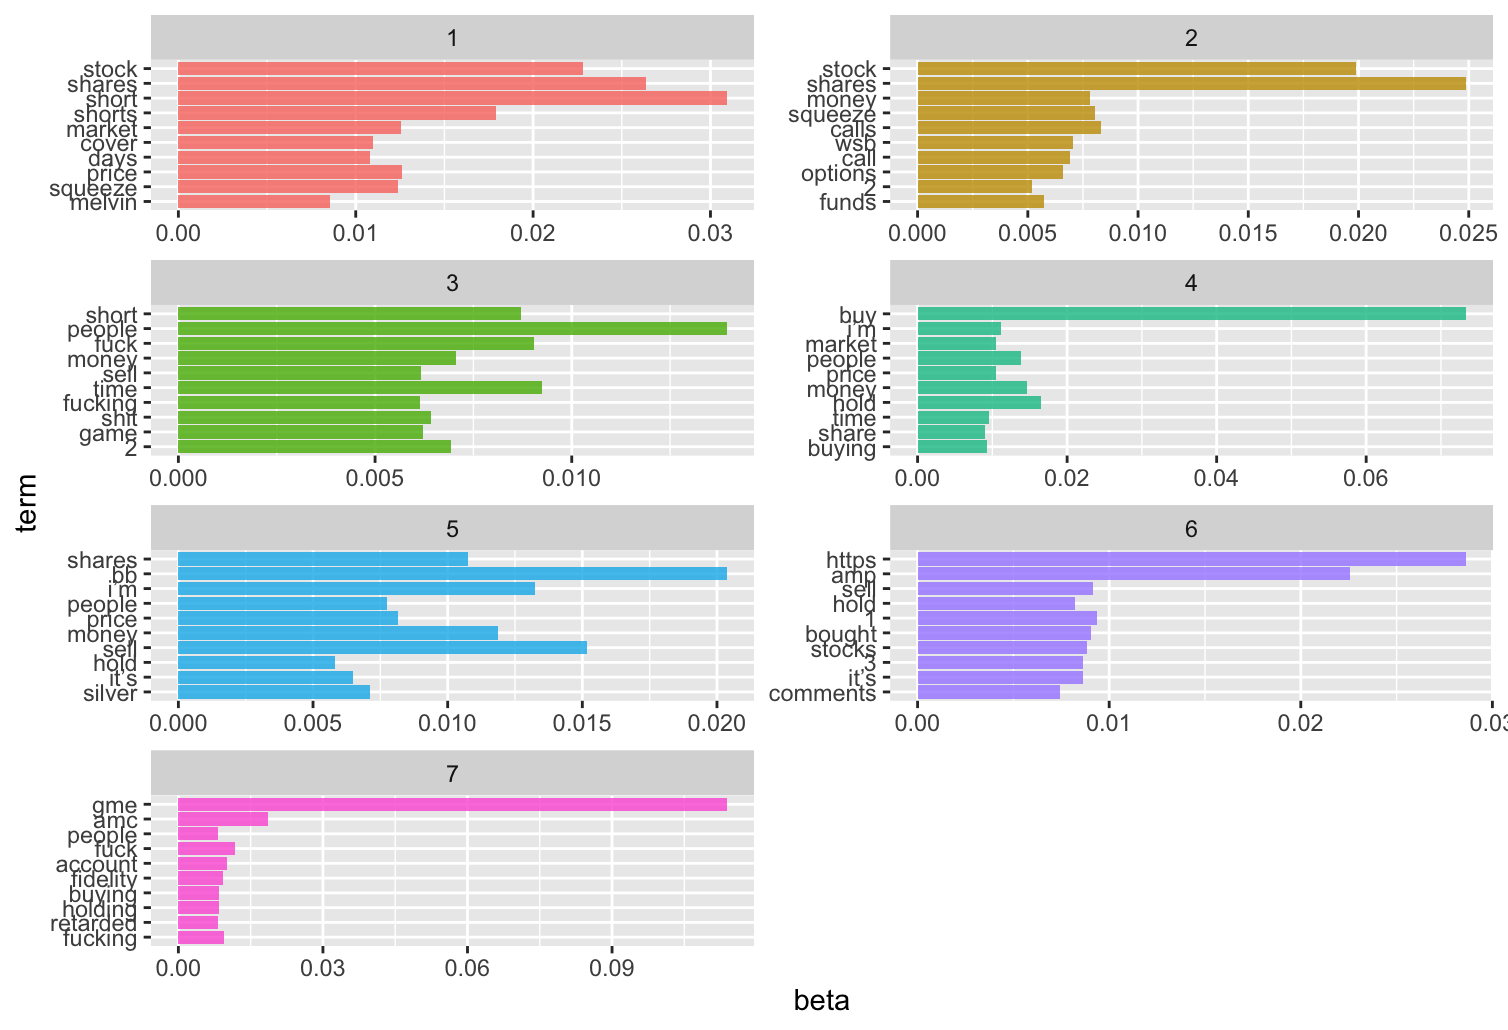 1
stock
shares
short
shorts
market
cover
days
price
squeeze
melvin
0.00 0.01 0.02 0.03
2
stock
shares
money
squeeze
calls
wsb
call
options
2
funds
0.000 0.005 0.010 0.015 0.020 0.025
3
short
people
fuck
money
sell
time
fucking
shit
game
2
0.000 0.005 0.010
4
buy
i'm
market
people
price
money
hold
time
share
buying
0.00 0.02 0.04 0.06
5
shares
bb
i'm
people
price
money
sell
hold
it's
silver
0.000 0.005 0.010 0.015 0.020
6
https
amp
sell
hold
1
bought
stocks
3
it's
comments
0.00 0.01 0.02 0.03
7
gme
amc
people
fuck
account
fidelity
buying
holding
retarded
fucking
0.00 0.03 0.06 0.09
term
beta